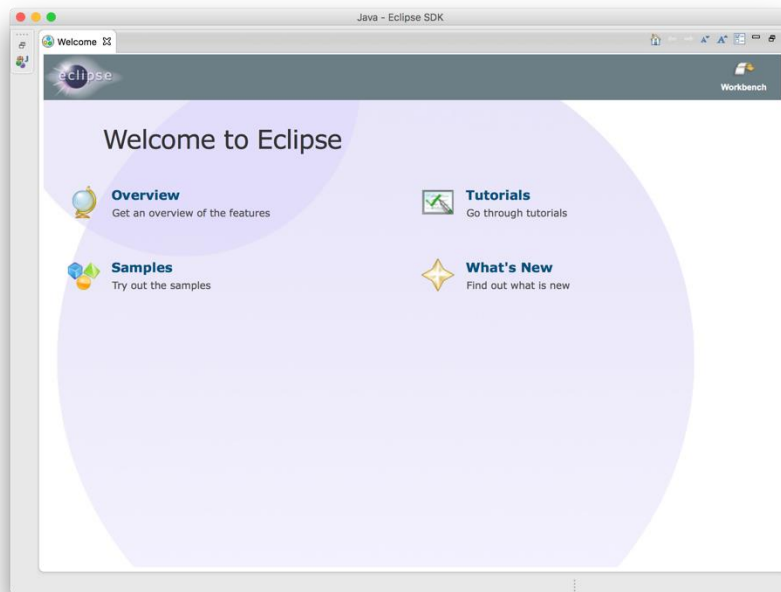 Java - Eclipse SDK
Welcome
eclipse
Workbench
Welcome to Eclipse
Overview
Get an overview of the features
Tutorials
Go through tutorials
Samples
Try out the samples
What's New
Find out what is new